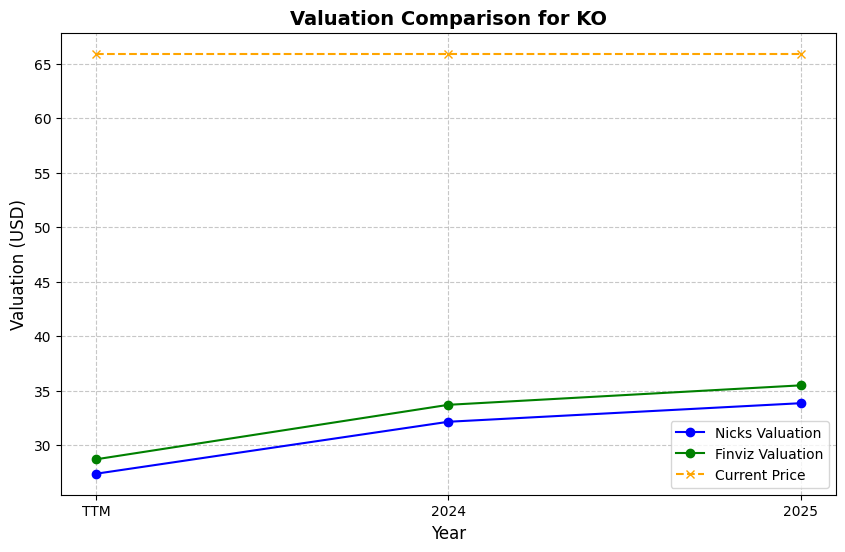 Valuation Comparison for KO
Valuation (USD)
65
60
55
50
45
40
35
30
TTM
2024
2025
Year
Nicks Valuation
Finviz Valuation
Current Price